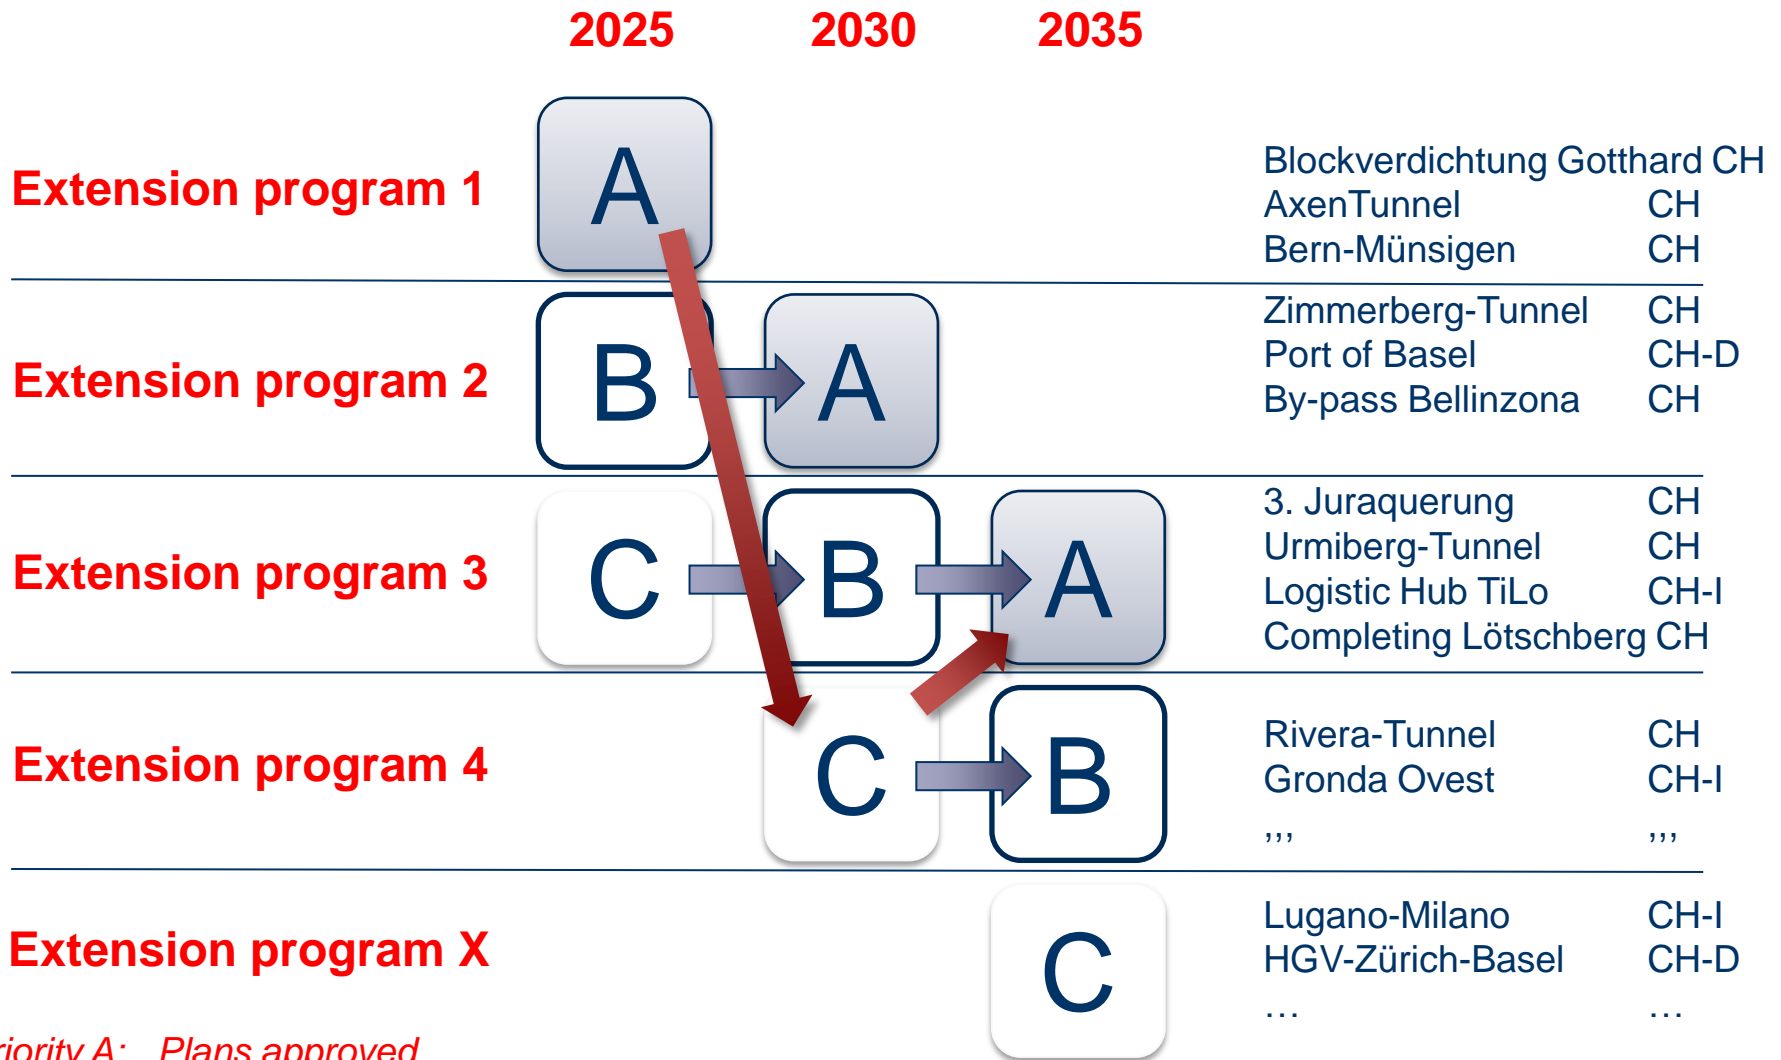 2025 2030 2035
A
Extension program 1
Blockverdichtung Gotthard CH
AxenTunnel CH
Bern-Münsigen CH
B A
Extension program 2
Zimmerberg-Tunnel CH
Port of Basel CH-D
By-pass Bellinzona CH
C B A
Extension program 3
3. Juraquerung CH
Urmiberg-Tunnel CH
Logistic Hub TiLo CH-I
Completing Lötschberg CH
C B
Extension program 4
Rivera-Tunnel CH
Gronda Ovest CH-I
,,, ,,,
C
Extension program X
Lugano-Milano CH-I
HGV-Zürich-Basel CH-D
… …
riority A: Plans approved